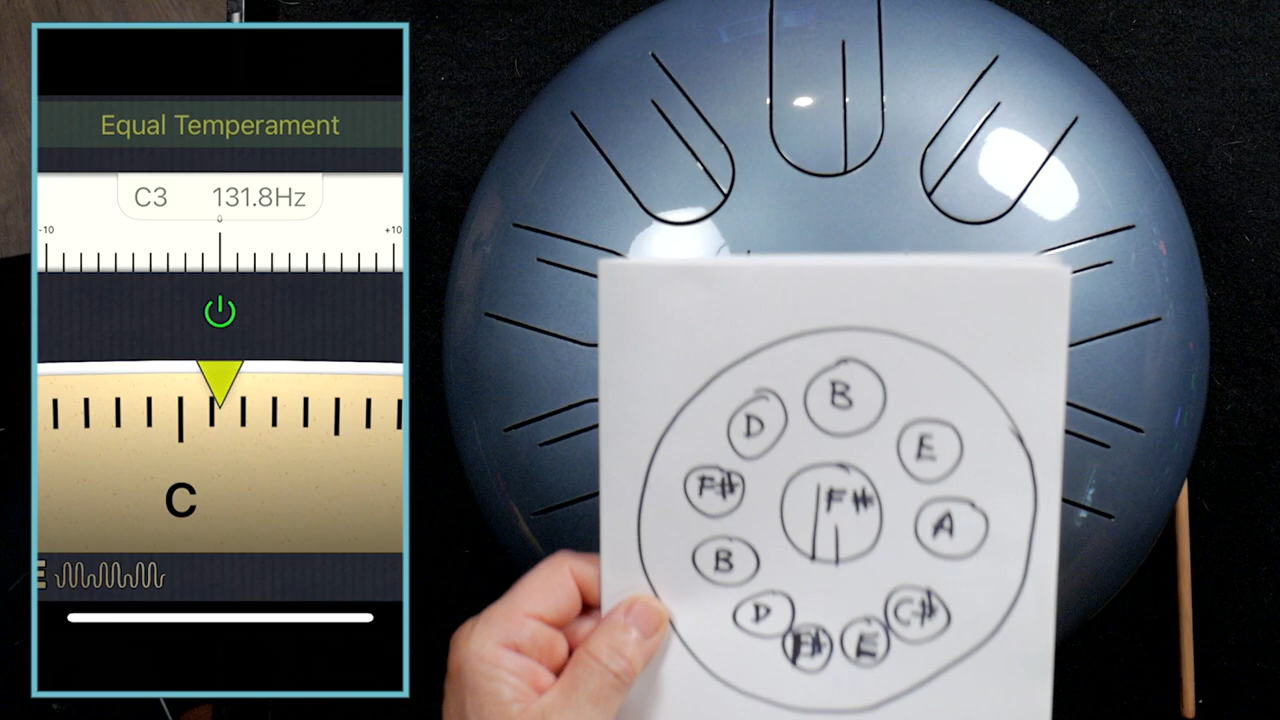 Equal Temperament
C3 131.8Hz
0
-10 +10
C
E
B
D
E
F#
F#
A
B
D
C#
F#
E